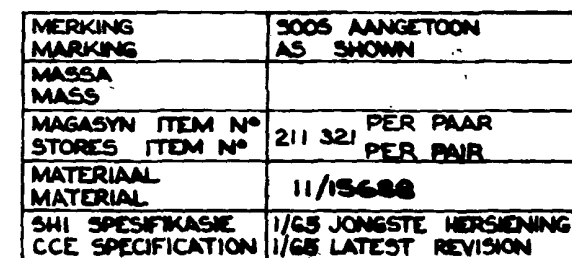 MERKING SOOS AANGETOON
MARKING AS SHOWN
MASSA
MASS
MAGASYN ITEM Nº 211 321 PER PAAR
STORES ITEM Nº PER PAIR
MATERIAAL 11/15688
MATERIAL
SHI SPESIFIKASIE 1/65 JONGSTE HERSIENING
CCE SPECIFICATION 1/65 LATEST REVISION